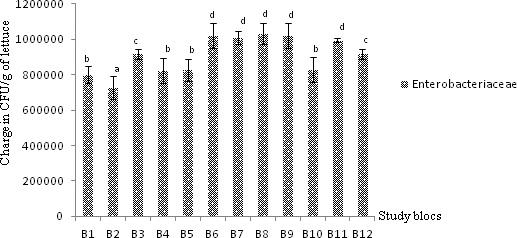 Charge in CFU/g of lettuce
1200000
1000000
800000
600000
400000
200000
0
b
a
c
b
b
d
d
d
d
b
d
c
B1 B2 B3 B4 B5 B6 B7 B8 B9 B10 B11 B12
Study blocs
Enterobacteriaceae